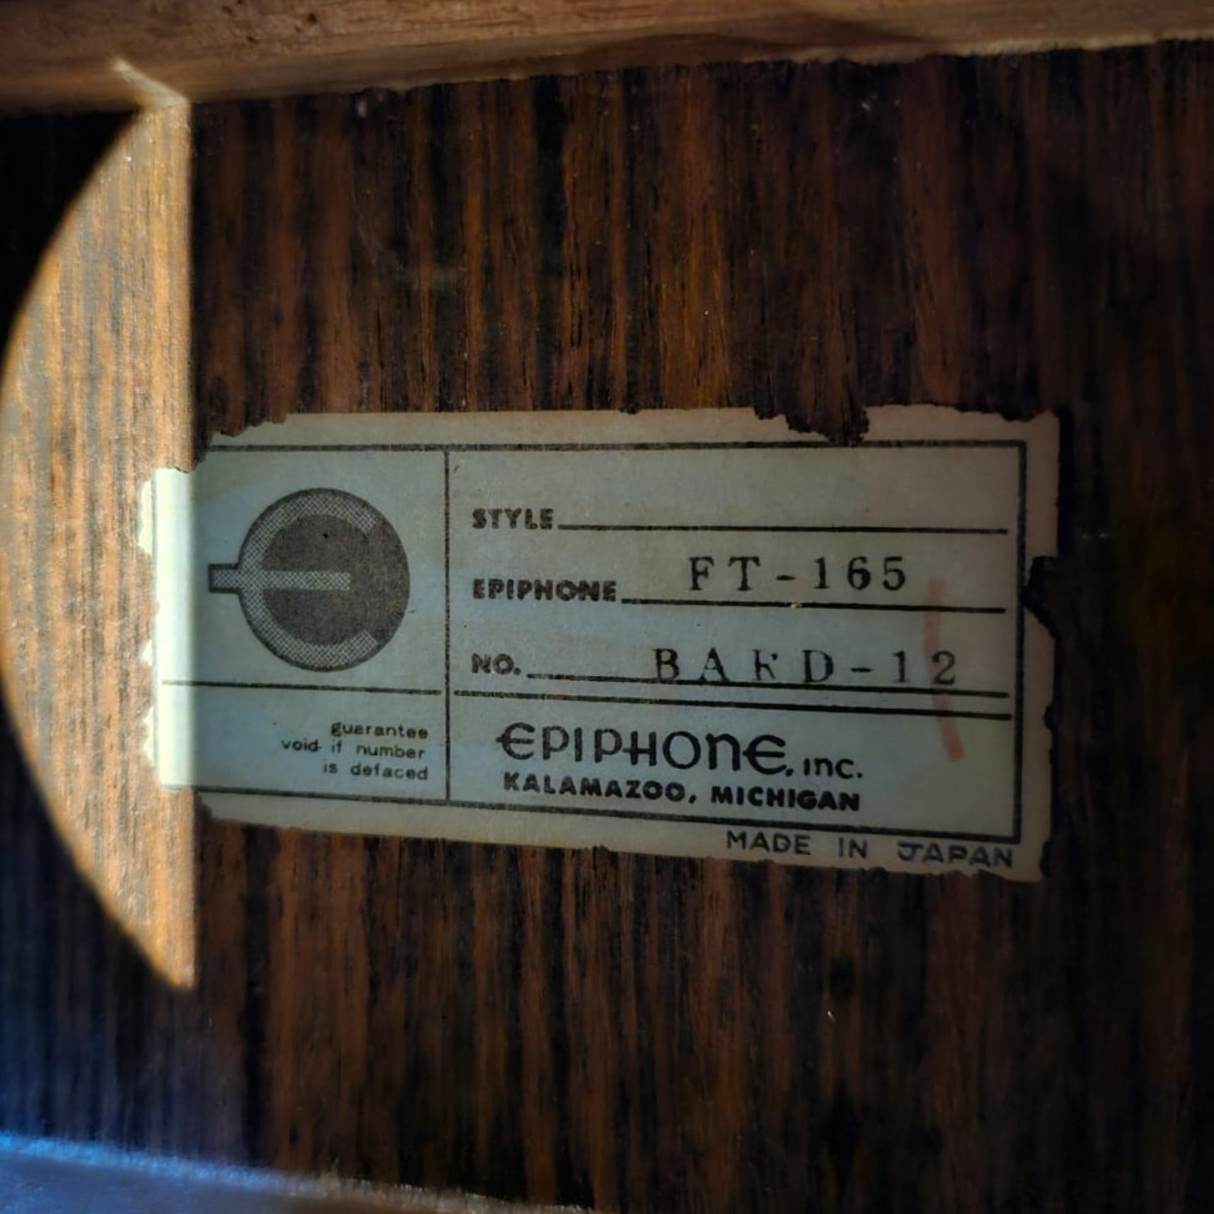 STYLE
EPIPHONE FT-165
NO. BARD-12
guarantee
void if number
is defaced
EPIPHONE, INC.
KALAMAZOO, MICHIGAN
MADE IN JAPAN